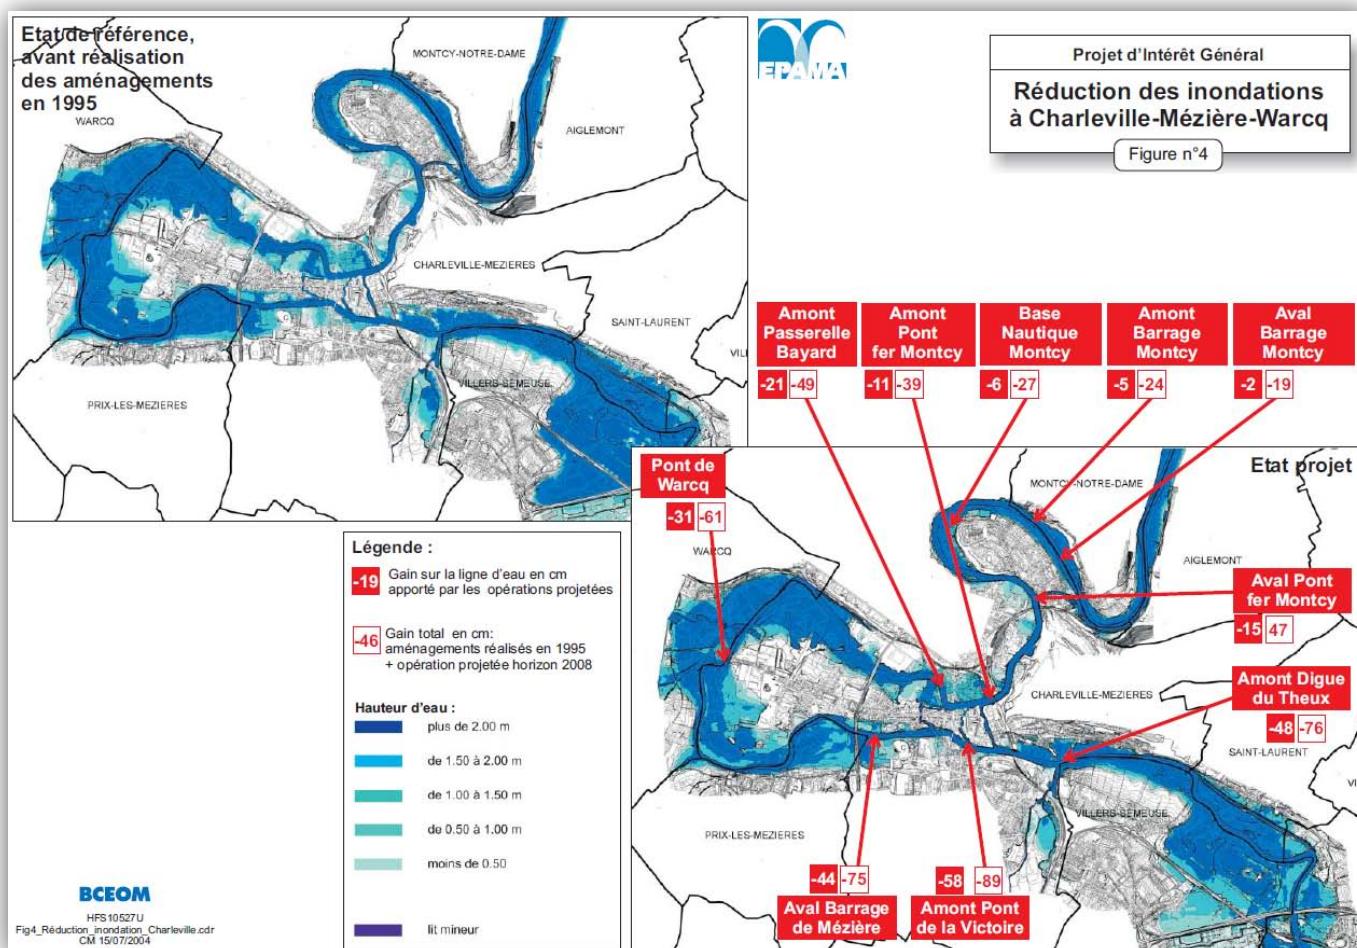 Etat de référence,
avant réalisation
des aménagements
en 1995
WARCQ
MONTCY-NOTRE-DAME
AIGLEMONT
CHARLEVILLE-MEZIERES
SAINT-LAURENT
VIL
VILLERS-SEMEUSE
PRIX-LES-MEZIERES
EPAMA
Projet d'Intérêt Général
Réduction des inondations
à Charleville-Mézière-Warcq
Figure n°4
Amont
Passerelle
Bayard
-21 -49
Amont
Pont
fer Montcy
-11 -39
Base
Nautique
Montcy
-6 -27
Amont
Barrage
Montcy
-5 -24
Aval
Barrage
Montcy
-2 -19
Etat projet
Pont de
Warcq
-31 -61
WARCQ
MONTCY-NOTRE-DAME
AIGLEMONT
Aval Pont
fer Montcy
-15 47
CHARLEVILLE-MEZIERES
Amont Digue
du Theux
-48 -76
SAINT-LAURENT
VI
VILLERS-SEMEUSE
PRIX-LES-MEZIERES
-44 -75
Aval Barrage
de Mézière
-58 -89
Amont Pont
de la Victoire
Légende :
-19 Gain sur la ligne d'eau en cm
apporté par les opérations projetées
-46 Gain total en cm:
aménagements réalisés en 1995
+ opération projetée horizon 2008
Hauteur d'eau :
plus de 2.00 m
de 1.50 à 2.00 m
de 1.00 à 1.50 m
de 0.50 à 1.00 m
moins de 0.50
lit mineur
BCEOM
HFS10527U
Fig4_Réduction_inondation_Charleville.cdr
CM 15/07/2004